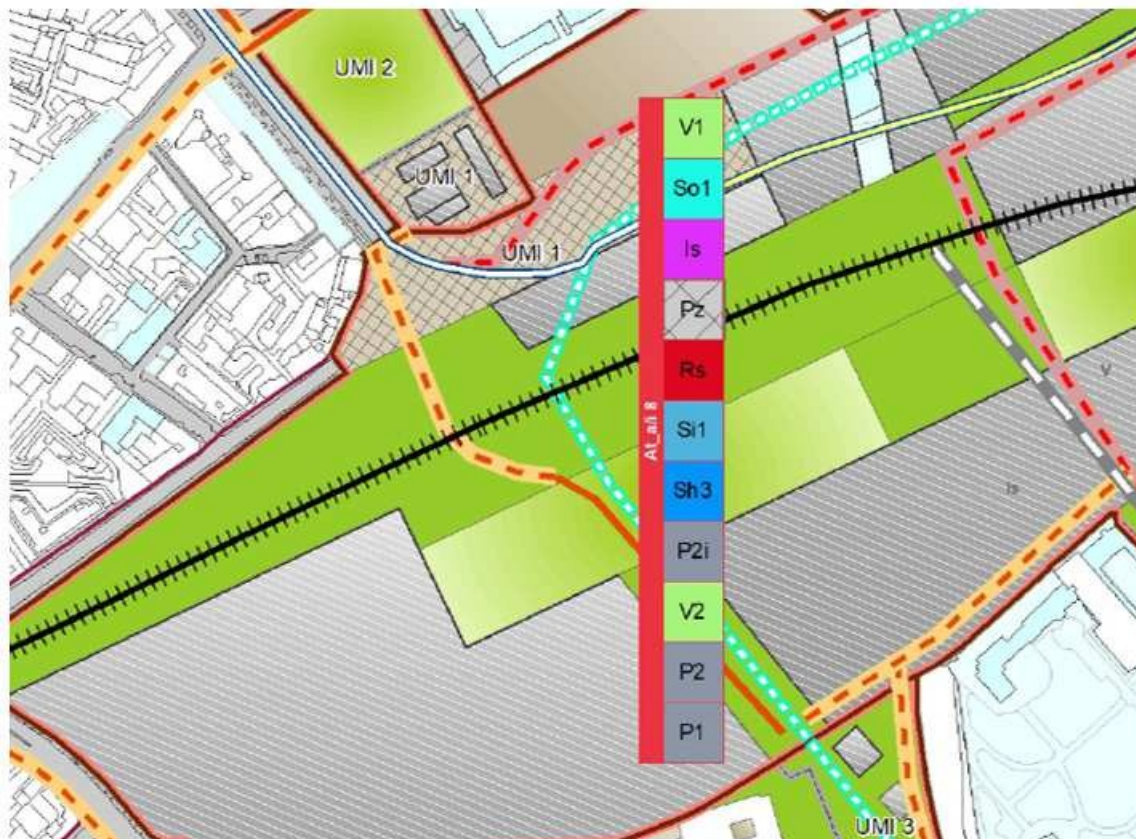 UMI 2
UMI 1
UMI 1
V1
So1
Is
Pz
Rs
Si1
Sh3
P2i
V2
P2
P1
At_a/i 8
V
Is
UMI 3